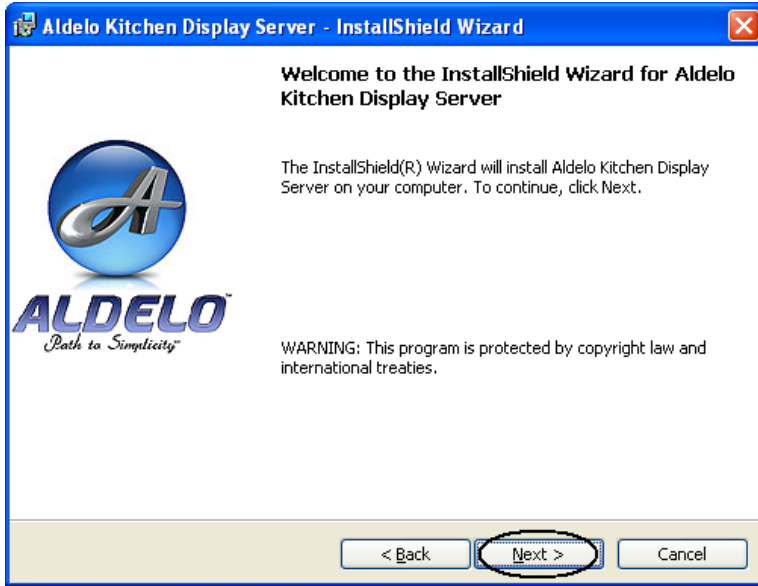 Aldelo Kitchen Display Server - InstallShield Wizard
Welcome to the InstallShield Wizard for Aldelo
Kitchen Display Server
The InstallShield(R) Wizard will install Aldelo Kitchen Display
Server on your computer. To continue, click Next.
A
ALDELO™
Path to Simplicity™
WARNING: This program is protected by copyright law and
international treaties.
< Back Next > Cancel